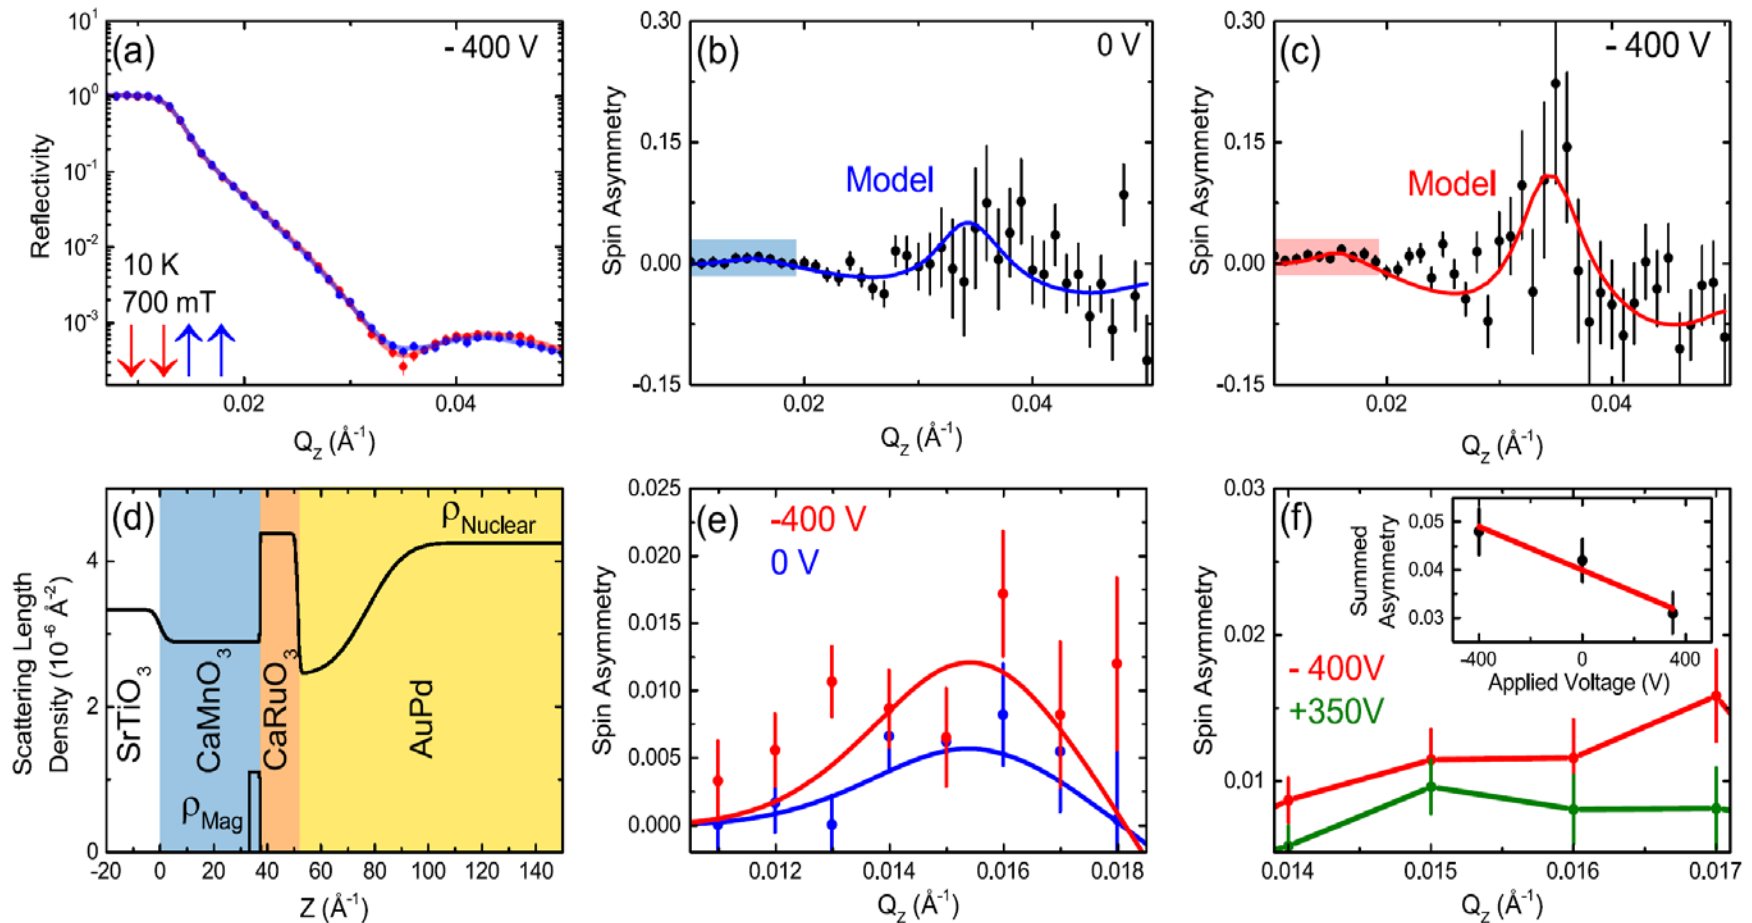 (a)
- 400 V
Reflectivity
10¹
10⁰
10⁻¹
10⁻²
10⁻³
10 K
700 mT
0.02
0.04
Q_z (Å⁻¹)
(b)
0 V
Spin Asymmetry
0.30
0.15
0.00
-0.15
Model
0.02
0.04
Q_z (Å⁻¹)
(c)
- 400 V
Spin Asymmetry
0.30
0.15
0.00
-0.15
Model
0.02
0.04
Q_z (Å⁻¹)
(d)
ρ_Nuclear
Scattering Length
Density (10⁻⁶ Å⁻²)
4
2
0
SrTiO₃
CaMnO₃
CaRuO₃
AuPd
ρ_Mag
-20
0
20
40
60
80
100
120
140
Z (Å⁻¹)
(e)
-400 V
0 V
Spin Asymmetry
0.025
0.020
0.015
0.010
0.005
0.000
0.012
0.014
0.016
0.018
Q_z (Å⁻¹)
(f)
Spin Asymmetry
0.03
0.02
0.01
Summed
Asymmetry
0.05
0.04
0.03
-400
0
400
Applied Voltage (V)
- 400V
+350V
0.014
0.015
0.016
0.017
Q_z (Å⁻¹)